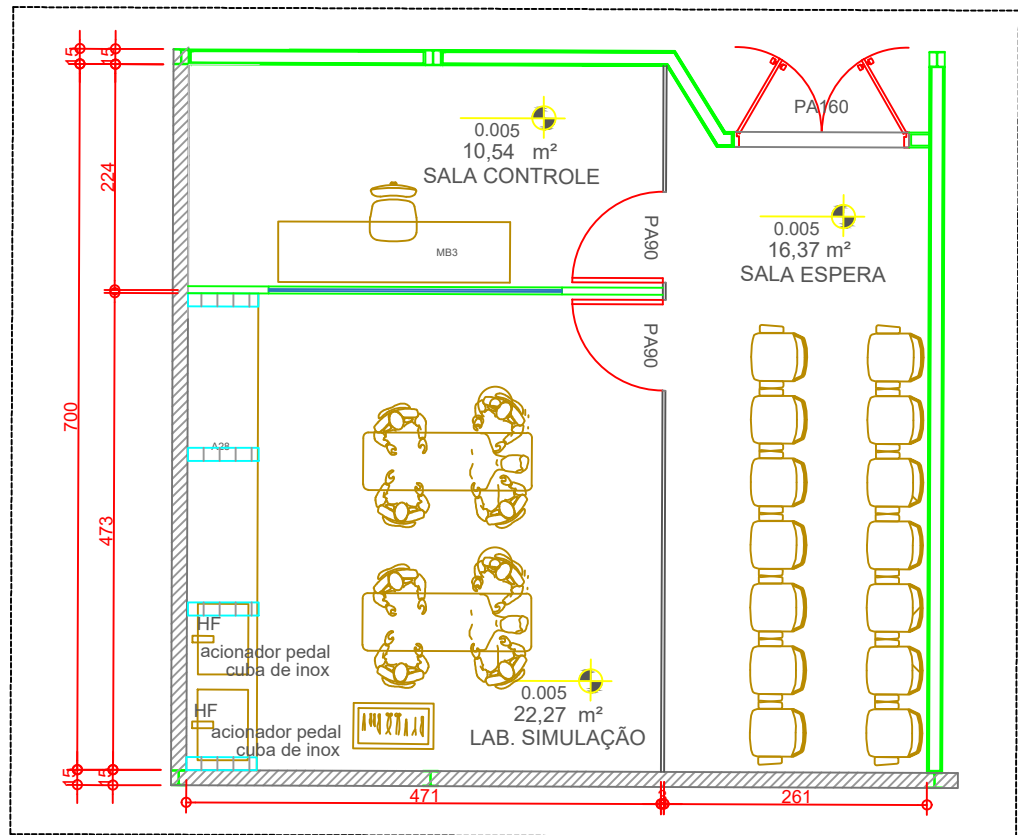 15
15
PA160
0.005
10,54 m²
SALA CONTROLE
224
PA90
0.005
16,37 m²
SALA ESPERA
MB3
PA90
700
A28
473
HF
acionador pedal
cuba de inox
0.005
22,27 m²
LAB. SIMULAÇÃO
HF
acionador pedal
cuba de inox
15
15
471
261